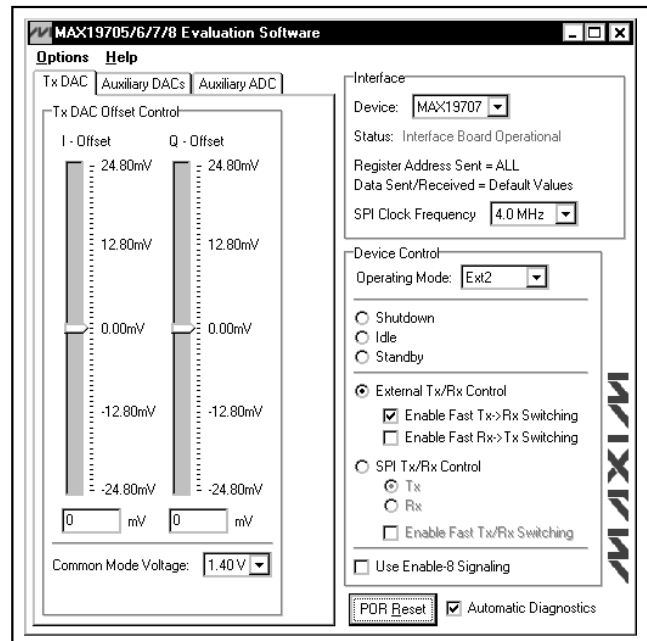 MAX19705/6/7/8 Evaluation Software
Options Help
Tx DAC Auxiliary DACs Auxiliary ADC
Tx DAC Offset Control
I - Offset Q - Offset
24.80mV 24.80mV
12.80mV 12.80mV
0.00mV 0.00mV
-12.80mV -12.80mV
-24.80mV -24.80mV
0 mV 0 mV
Common Mode Voltage: 1.40 V
Interface
Device: MAX19707
Status: Interface Board Operational
Register Address Sent = ALL
Data Sent/Received = Default Values
SPI Clock Frequency 4.0 MHz
Device Control
Operating Mode: Ext2
Shutdown
Idle
Standby
External Tx/Rx Control
Enable Fast Tx->Rx Switching
Enable Fast Rx->Tx Switching
SPI Tx/Rx Control
Tx
Rx
Enable Fast Tx/Rx Switching
Use Enable-8 Signaling
POR Reset Automatic Diagnostics
MAXIM